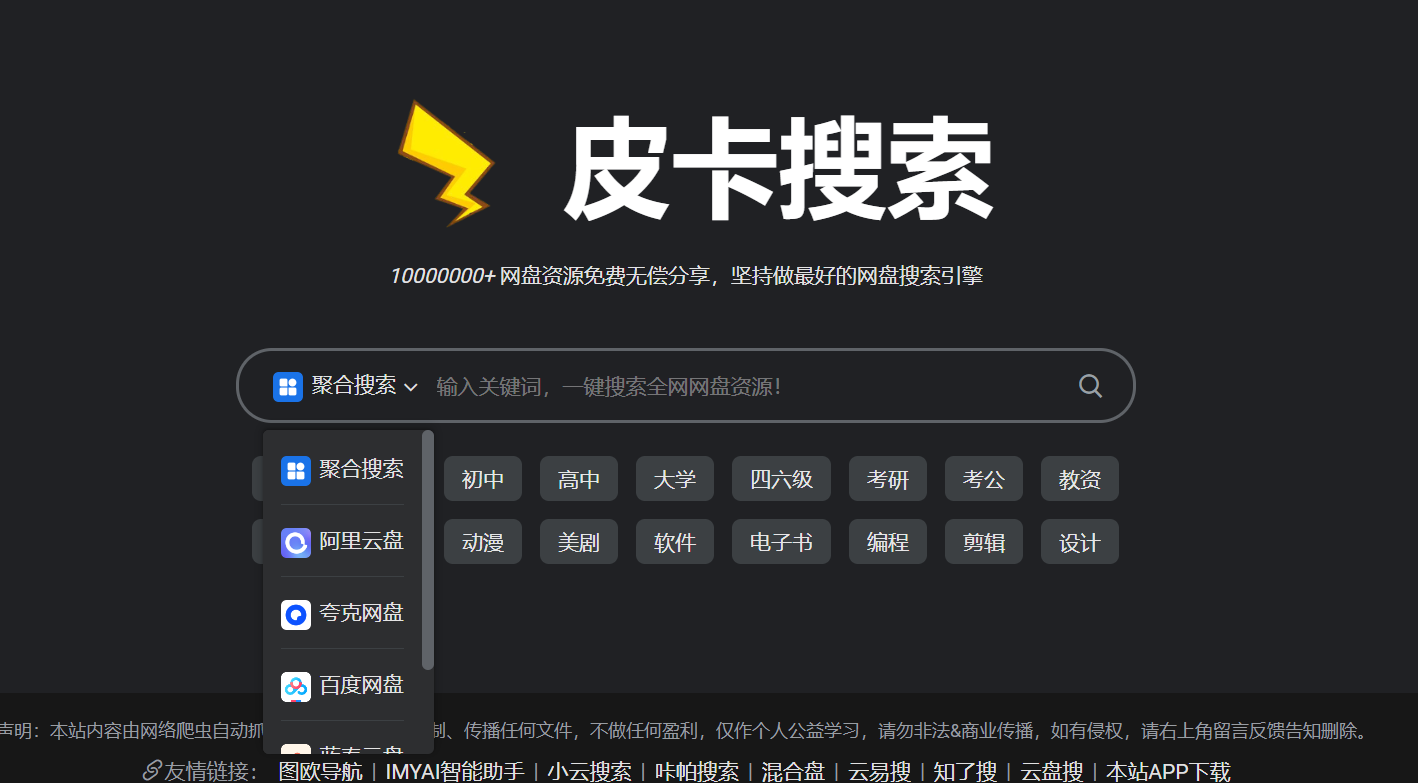 皮卡搜索
10000000+ 网盘资源免费无偿分享，坚持做最好的网盘搜索引擎
聚合搜索 输入关键词，一键搜索全网网盘资源！
聚合搜索
阿里云盘
夸克网盘
百度网盘
初中 高中 大学 四六级 考研 考公 教资
动漫 美剧 软件 电子书 编程 剪辑 设计
声明：本站内容由网络爬虫自动抓 制、传播任何文件，不做任何盈利，仅作个人公益学习，请勿非法&商业传播，如有侵权，请右上角留言反馈告知删除。
友情链接： 图欧导航 | IMYAI智能助手 | 小云搜索 | 咔帕搜索 | 混合盘 | 云易搜 | 知了搜 | 云盘搜 | 本站APP下载